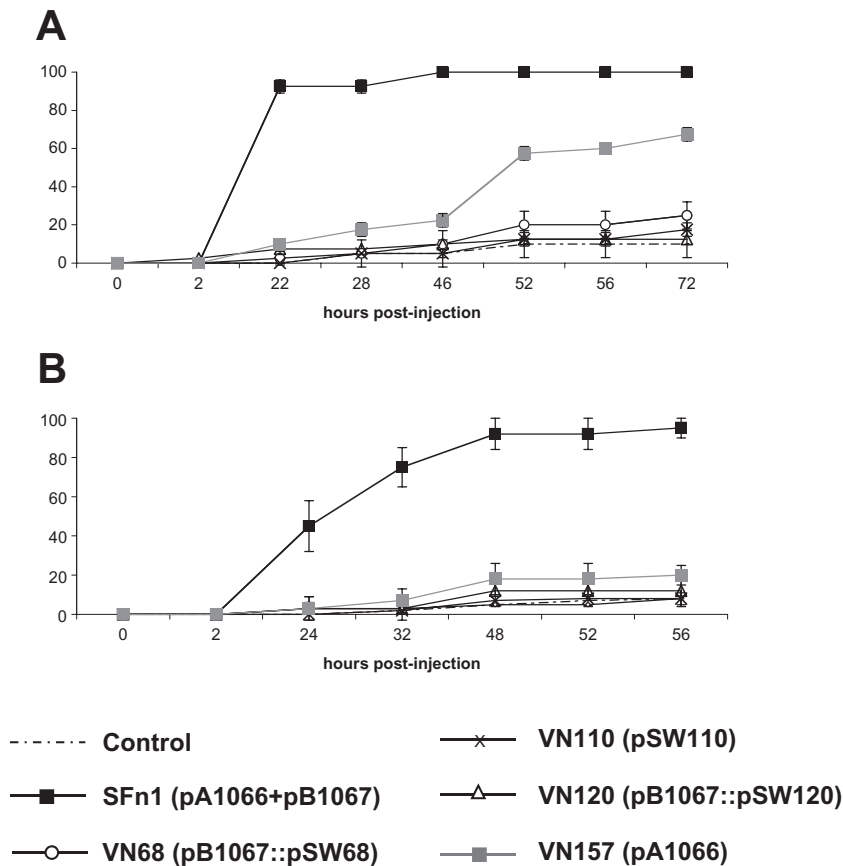 A
100
80
60
40
20
0
0 2 22 28 46 52 56 72
hours post-injection
B
100
80
60
40
20
0
0 2 24 32 48 52 56
hours post-injection
Control
VN110 (pSW110)
SFn1 (pA1066+pB1067)
VN120 (pB1067::pSW120)
VN68 (pB1067::pSW68)
VN157 (pA1066)